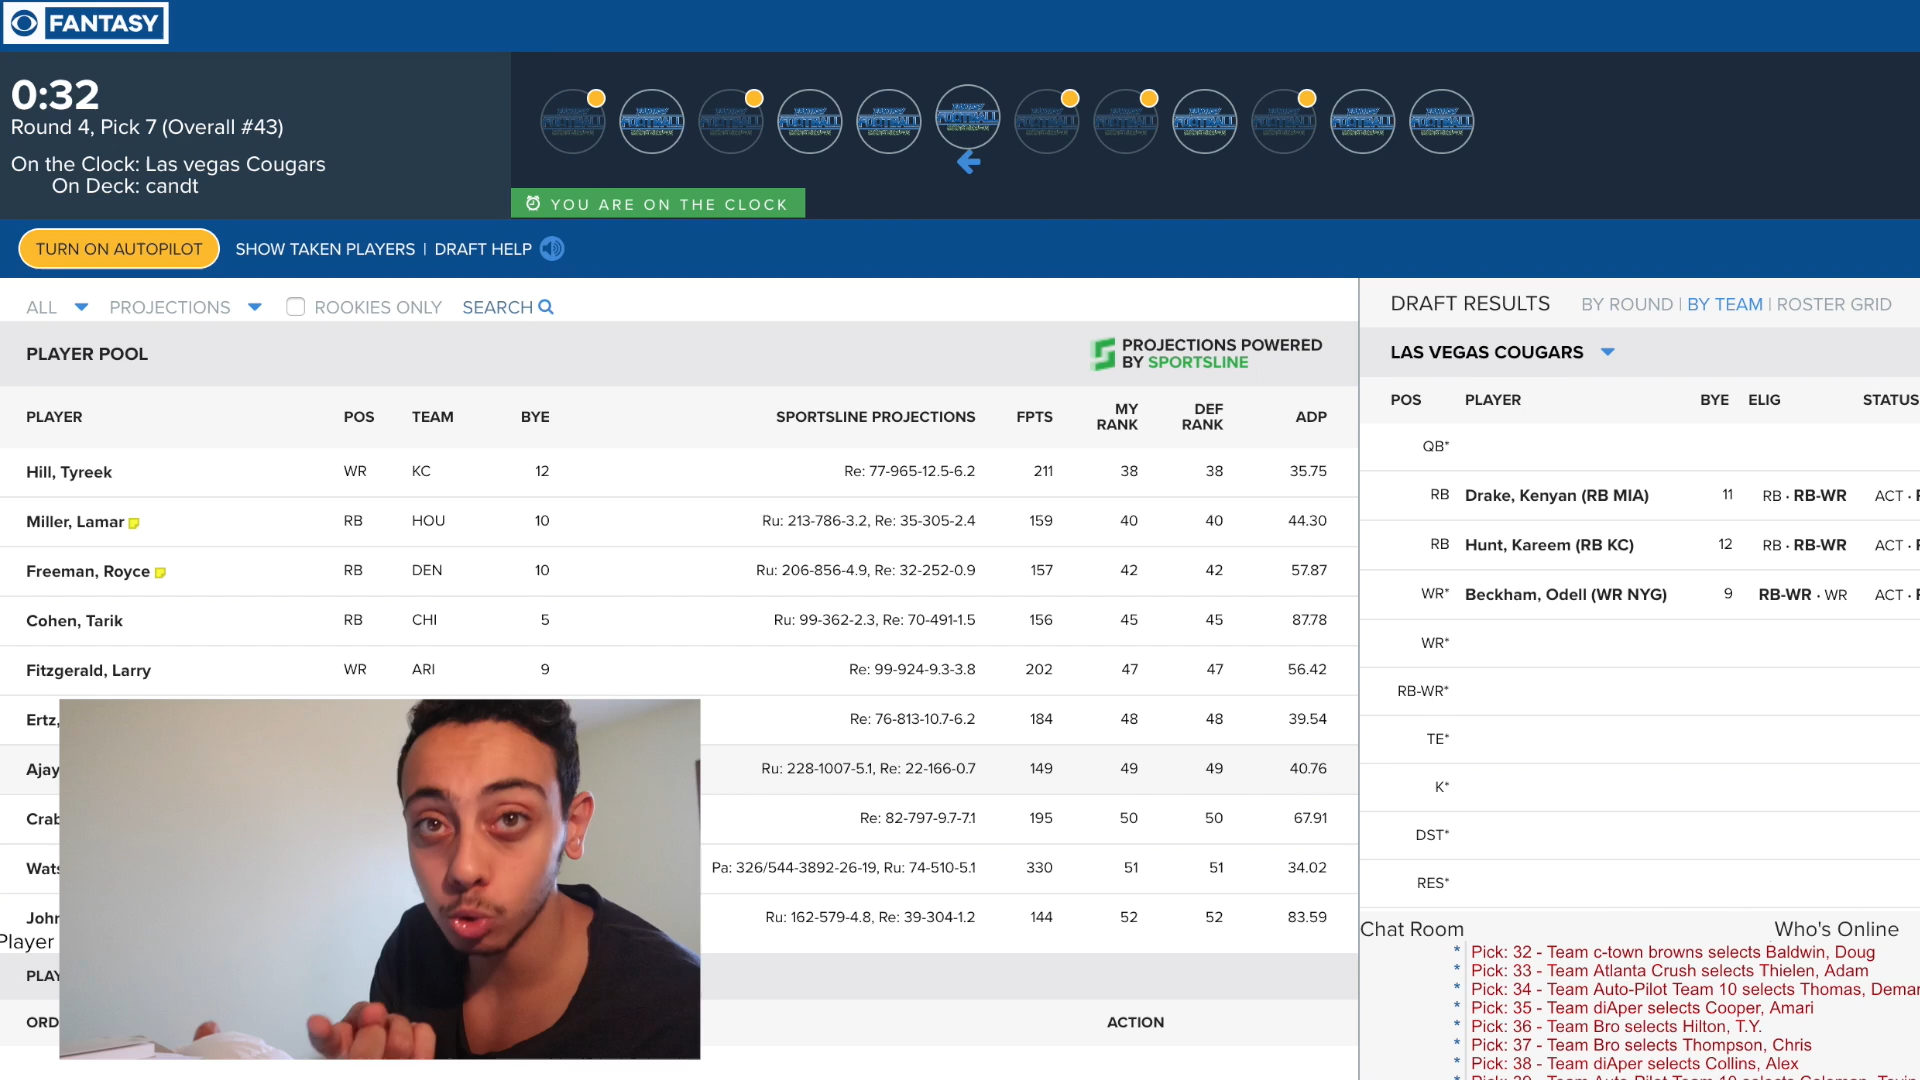 FANTASY
0:32
Round 4, Pick 7 (Overall #43)
On the Clock: Las vegas Cougars
On Deck: candt
YOU ARE ON THE CLOCK
TURN ON AUTOPILOT SHOW TAKEN PLAYERS | DRAFT HELP
ALL PROJECTIONS ROOKIES ONLY SEARCH
PLAYER POOL PROJECTIONS POWERED BY SPORTSLINE
PLAYER POS TEAM BYE SPORTSLINE PROJECTIONS FPTS MY RANK DEF RANK ADP
Hill, Tyreek WR KC 12 Re: 77-965-12.5-6.2 211 38 38 35.75
Miller, Lamar RB HOU 10 Ru: 213-786-3.2, Re: 35-305-2.4 159 40 40 44.30
Freeman, Royce RB DEN 10 Ru: 206-856-4.9, Re: 32-252-0.9 157 42 42 57.87
Cohen, Tarik RB CHI 5 Ru: 99-362-2.3, Re: 70-491-1.5 156 45 45 87.78
Fitzgerald, Larry WR ARI 9 Re: 99-924-9.3-3.8 202 47 47 56.42
Ertz, Re: 76-813-10.7-6.2 184 48 48 39.54
Ajay Ru: 228-1007-5.1, Re: 22-166-0.7 149 49 49 40.76
Crab Re: 82-797-9.7-7.1 195 50 50 67.91
Wats Pa: 326/544-3892-26-19, Ru: 74-510-5.1 330 51 51 34.02
John Ru: 162-579-4.8, Re: 39-304-1.2 144 52 52 83.59
Player
PLAY
ORD ACTION
DRAFT RESULTS BY ROUND | BY TEAM | ROSTER GRID
LAS VEGAS COUGARS
POS PLAYER BYE ELIG STATUS
QB*
RB Drake, Kenyan (RB MIA) 11 RB · RB-WR ACT ·
RB Hunt, Kareem (RB KC) 12 RB · RB-WR ACT ·
WR* Beckham, Odell (WR NYG) 9 RB-WR · WR ACT ·
WR*
RB-WR*
TE*
K*
DST*
RES*
Chat Room Who's Online
* Pick: 32 - Team c-town browns selects Baldwin, Doug
* Pick: 33 - Team Atlanta Crush selects Thielen, Adam
* Pick: 34 - Team Auto-Pilot Team 10 selects Thomas, Demar
* Pick: 35 - Team diAper selects Cooper, Amari
* Pick: 36 - Team Bro selects Hilton, T.Y.
* Pick: 37 - Team Bro selects Thompson, Chris
* Pick: 38 - Team diAper selects Collins, Alex